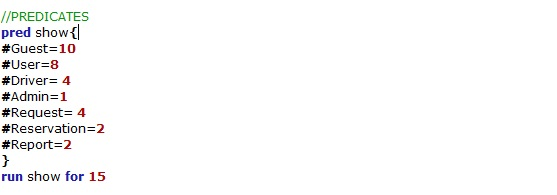 //PREDICATES
pred show{
#Guest=10
#User=8
#Driver= 4
#Admin=1
#Request= 4
#Reservation=2
#Report=2
}
run show for 15